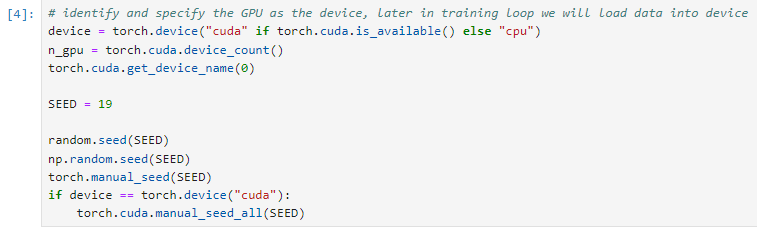 [4]: # identify and specify the GPU as the device, later in training loop we will load data into device
device = torch.device("cuda" if torch.cuda.is_available() else "cpu")
n_gpu = torch.cuda.device_count()
torch.cuda.get_device_name(0)

SEED = 19

random.seed(SEED)
np.random.seed(SEED)
torch.manual_seed(SEED)
if device == torch.device("cuda"):
    torch.cuda.manual_seed_all(SEED)